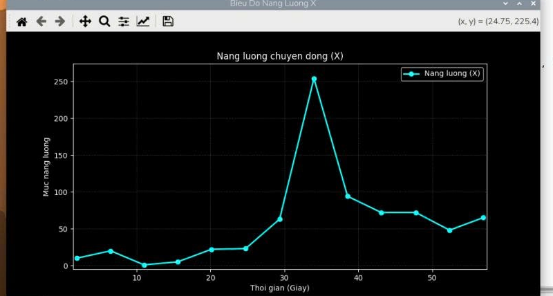 Bieu Do Nang Luong X
(x, y) = (24.75, 225.4)
Nang luong chuyen dong (X)
Nang luong (X)
Muc nang luong
250
200
150
100
50
0
10
20
30
40
50
Thoi gian (Giay)